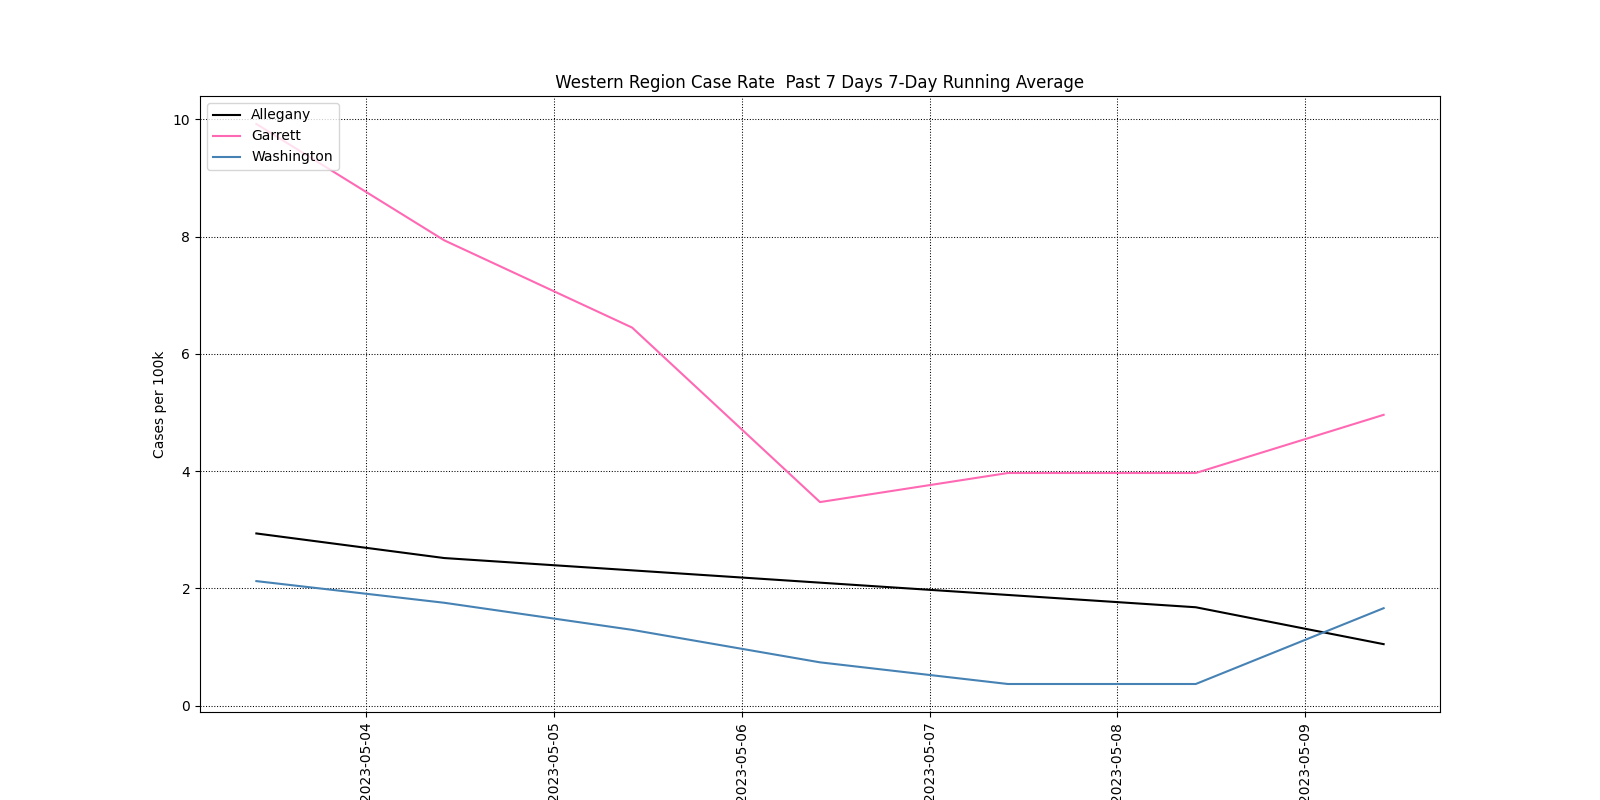 Western Region Case Rate  Past 7 Days 7-Day Running Average
Allegany
Garrett
Washington
Cases per 100k
10
8
6
4
2
0
2023-05-04
2023-05-05
2023-05-06
2023-05-07
2023-05-08
2023-05-09